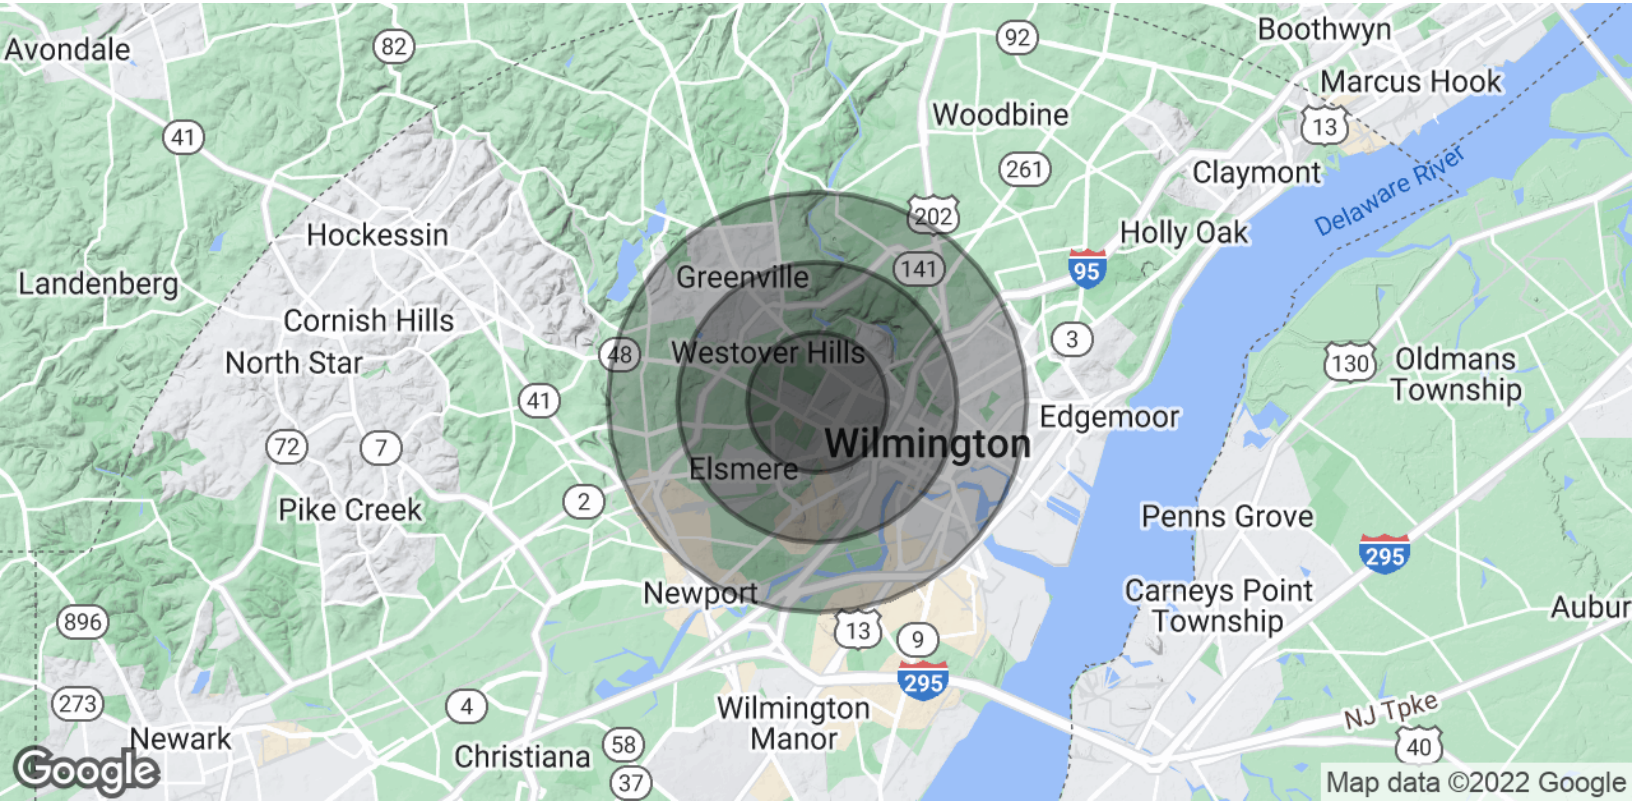 Avondale
82
92
Boothwyn
Marcus Hook
41
Woodbine
13
261
Claymont
Delaware River
202
Hockessin
Holly Oak
Landenberg
Greenville
141
95
Cornish Hills
North Star
48
Westover Hills
3
130
Oldmans
Township
41
Edgemoor
72
7
Wilmington
Elsmere
2
Pike Creek
Penns Grove
295
Newport
Carneys Point
Township
Aubur
896
13
9
295
273
4
Wilmington
Manor
NJ Tpke
Newark
Christiana
58
40
Google
37
Map data ©2022 Google